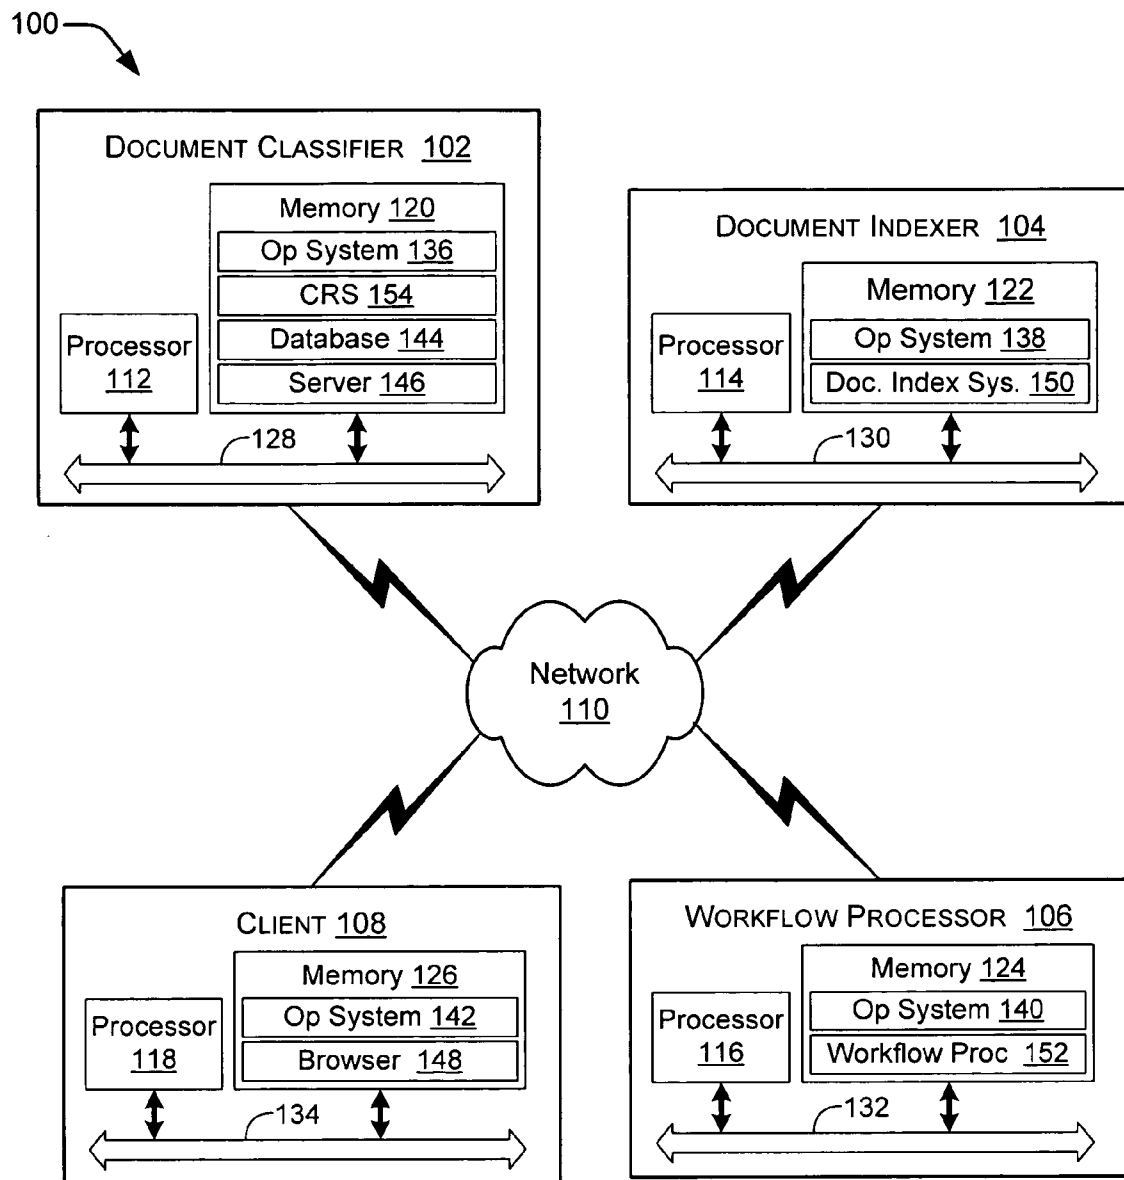 100
DOCUMENT CLASSIFIER 102
Memory 120
Op System 136
CRS 154
Database 144
Server 146
Processor
112
128
DOCUMENT INDEXER 104
Memory 122
Op System 138
Doc. Index Sys. 150
Processor
114
130
Network
110
CLIENT 108
Memory 126
Op System 142
Browser 148
Processor
118
134
WORKFLOW PROCESSOR 106
Memory 124
Op System 140
Workflow Proc 152
Processor
116
132